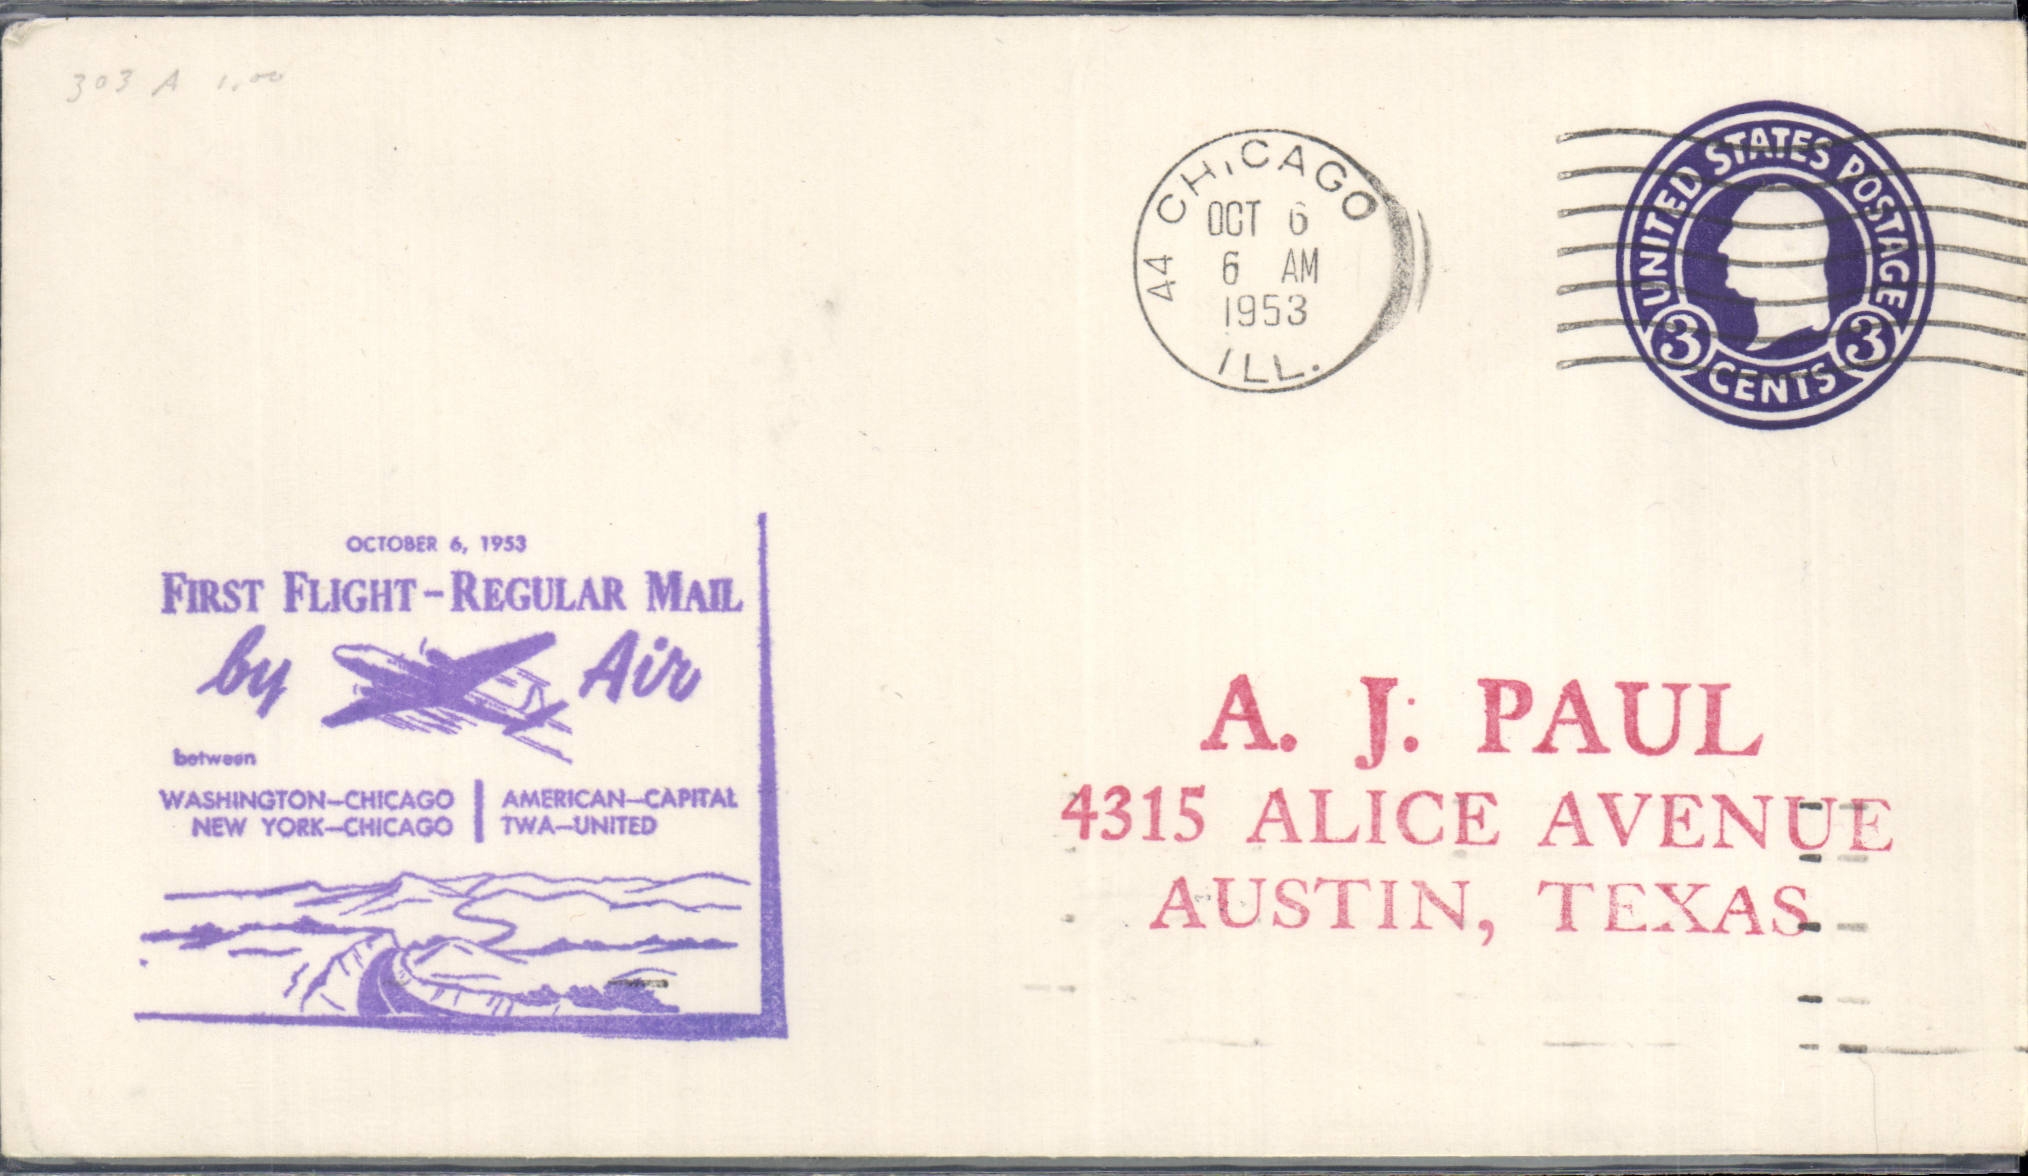 303 A 1.00
44 CHICAGO
OCT 6
6 AM
1953
ILL.
UNITED STATES POSTAGE
3 3
CENTS
OCTOBER 6, 1953
FIRST FLIGHT-REGULAR MAIL
by Air
between
WASHINGTON-CHICAGO | AMERICAN-CAPITAL
NEW YORK-CHICAGO | TWA-UNITED
A. J. PAUL
4315 ALICE AVENUE
AUSTIN, TEXAS